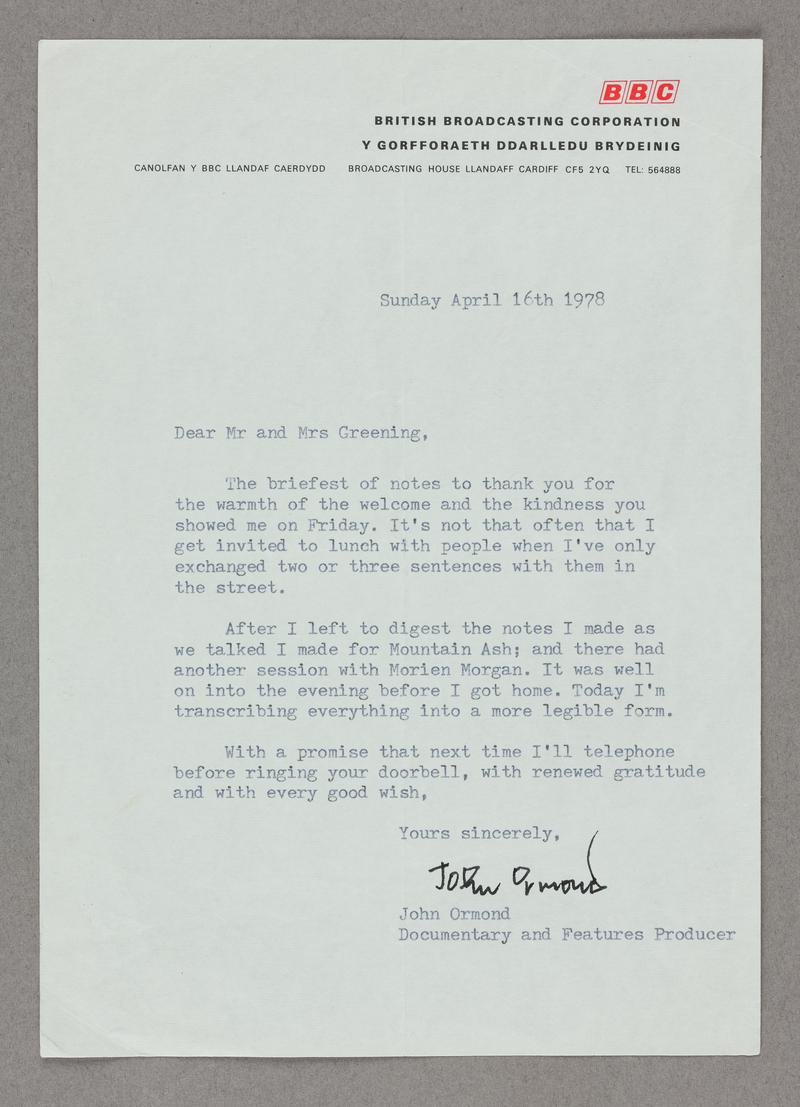 BBC
BRITISH BROADCASTING CORPORATION
Y GORFFORAETH DDARLLEDU BRYDEINIG
CANOLFAN Y BBC LLANDAF CAERDYDD BROADCASTING HOUSE LLANDAFF CARDIFF CF5 2YQ TEL: 564888
Sunday April 16th 1978
Dear Mr and Mrs Greening,
The briefest of notes to thank you for
the warmth of the welcome and the kindness you
showed me on Friday. It's not that often that I
get invited to lunch with people when I've only
exchanged two or three sentences with them in
the street.
After I left to digest the notes I made as
we talked I made for Mountain Ash; and there had
another session with Morien Morgan. It was well
on into the evening before I got home. Today I'm
transcribing everything into a more legible form.
With a promise that next time I'll telephone
before ringing your doorbell, with renewed gratitude
and with every good wish,
Yours sincerely,
John Ormond
John Ormond
Documentary and Features Producer